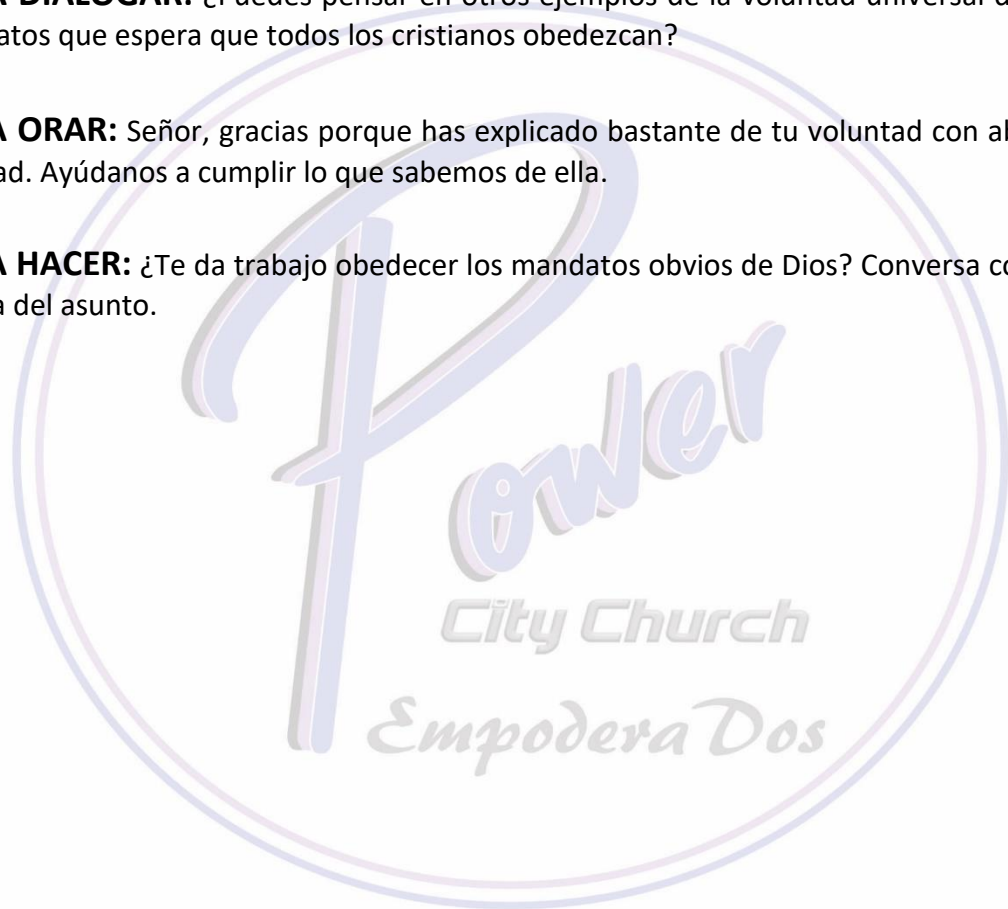 A DIALOGAR: ¿Puedes pensar en otros ejemplos de la voluntad universal d
atos que espera que todos los cristianos obedezcan?
A ORAR: Señor, gracias porque has explicado bastante de tu voluntad con al
ad. Ayúdanos a cumplir lo que sabemos de ella.
A HACER: ¿Te da trabajo obedecer los mandatos obvios de Dios? Conversa co
a del asunto.
Power
City Church
EmpoderaDos